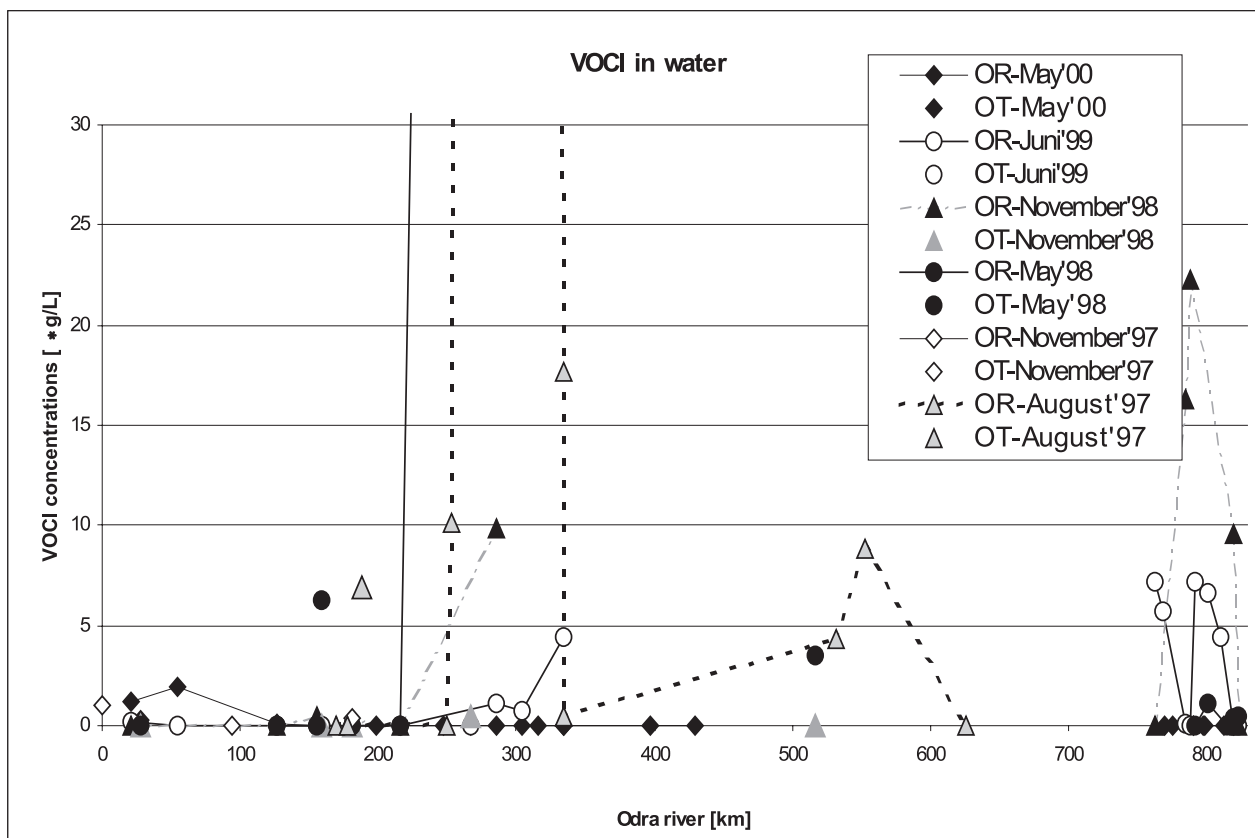 VOCl in water
OR-May'00
OT-May'00
OR-Juni'99
OT-Juni'99
OR-November'98
OT-November'98
OR-May'98
OT-May'98
OR-November'97
OT-November'97
OR-August'97
OT-August'97
VOCl concentrations [ *g/L]
30
25
20
15
10
5
0
0 100 200 300 400 500 600 700 800
Odra river [km]